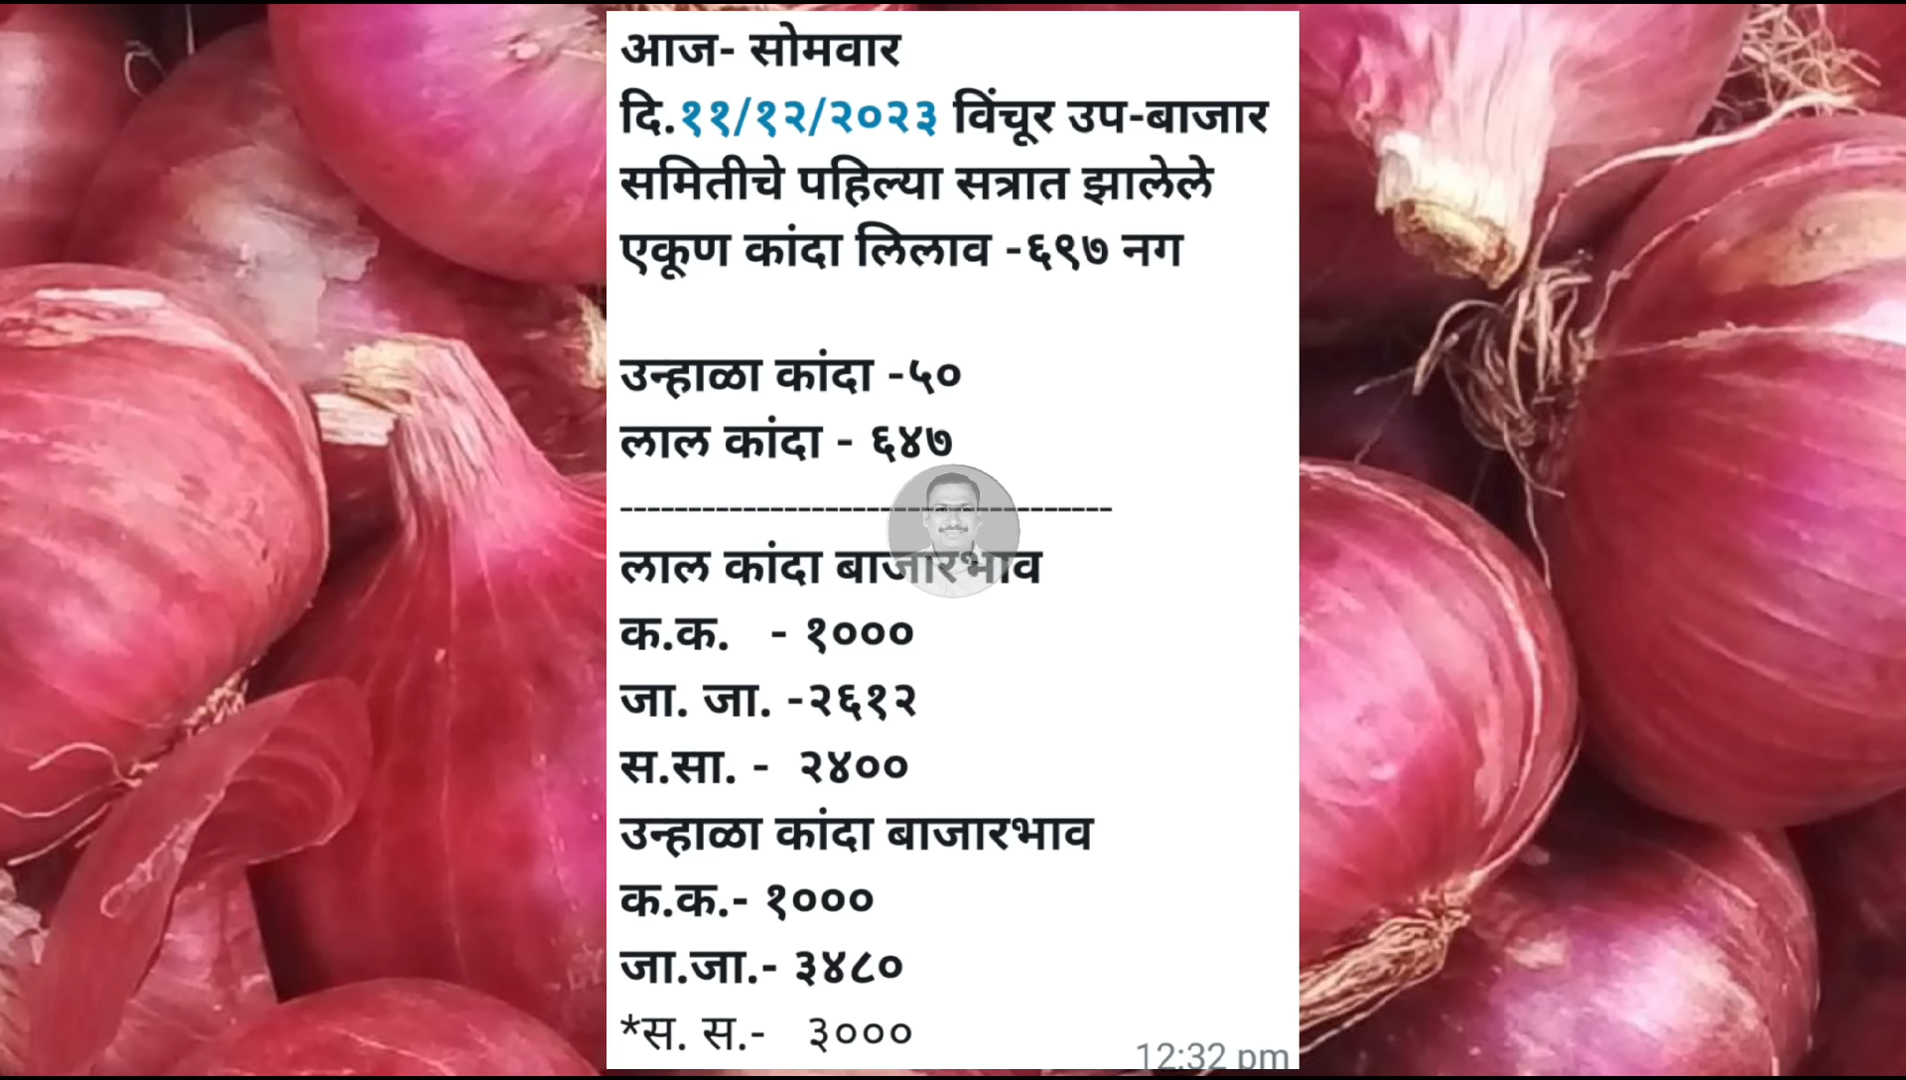 आज- सोमवार
दि.११/१२/२०२३ विंचूर उप-बाजार
समितीचे पहिल्या सत्रात झालेले
एकूण कांदा लिलाव -६९७ नग
उन्हाळा कांदा -५०
लाल कांदा - ६४७
------------------------------------
लाल कांदा बाजारभाव
क.क. - १०००
जा. जा. -२६१२
स.सा. - २४००
उन्हाळा कांदा बाजारभाव
क.क.- १०००
जा.जा.- ३४८०
*स. स.- ३०००
12:32 pm